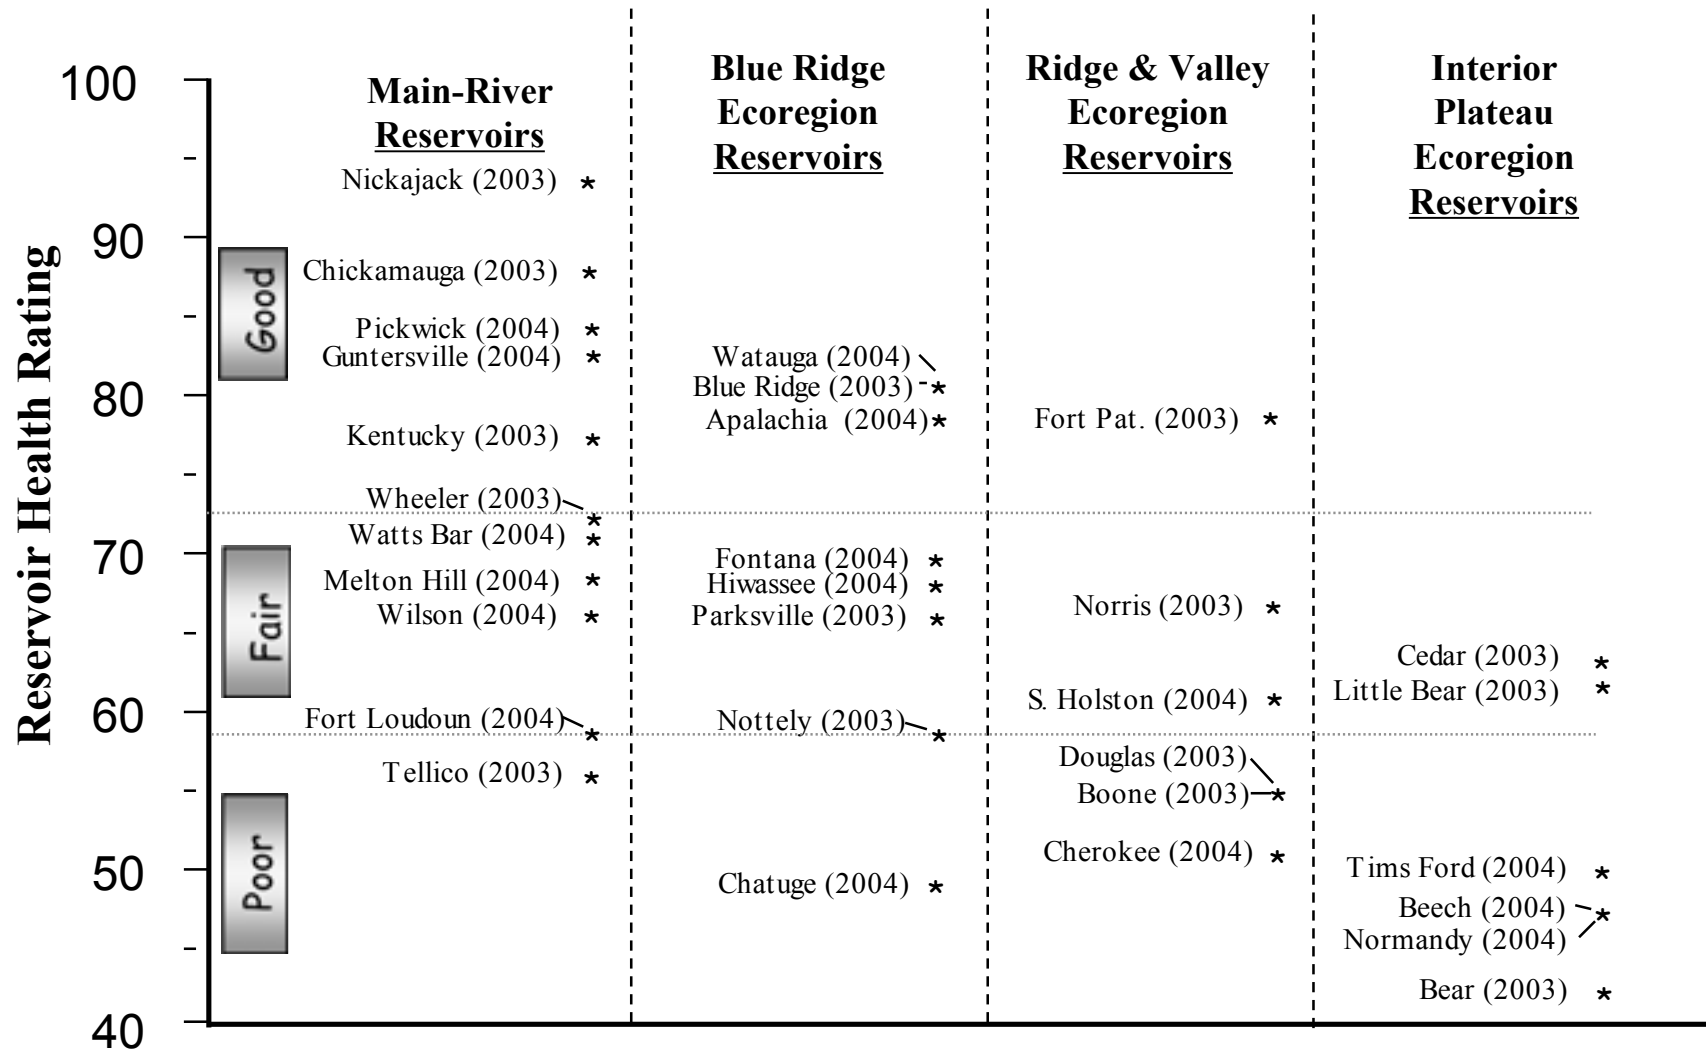 Reservoir Health Rating
100
90
80
70
60
50
40
Good
Fair
Poor
Main-River
Reservoirs
Nickajack (2003) *
Chickamauga (2003) *
Pickwick (2004) *
Guntersville (2004) *
Kentucky (2003) *
Wheeler (2003) *
Watts Bar (2004) *
Melton Hill (2004) *
Wilson (2004) *
Fort Loudoun (2004) *
Tellico (2003) *
Blue Ridge
Ecoregion
Reservoirs
Watauga (2004)
Blue Ridge (2003) *
Apalachia (2004) *
Fontana (2004) *
Hiwassee (2004) *
Parksville (2003) *
Nottely (2003) *
Chatuge (2004) *
Ridge & Valley
Ecoregion
Reservoirs
Fort Pat. (2003) *
Norris (2003) *
S. Holston (2004) *
Douglas (2003)
Boone (2003) *
Cherokee (2004) *
Interior
Plateau
Ecoregion
Reservoirs
Cedar (2003) *
Little Bear (2003) *
Tims Ford (2004) *
Beech (2004) *
Normandy (2004)
Bear (2003) *